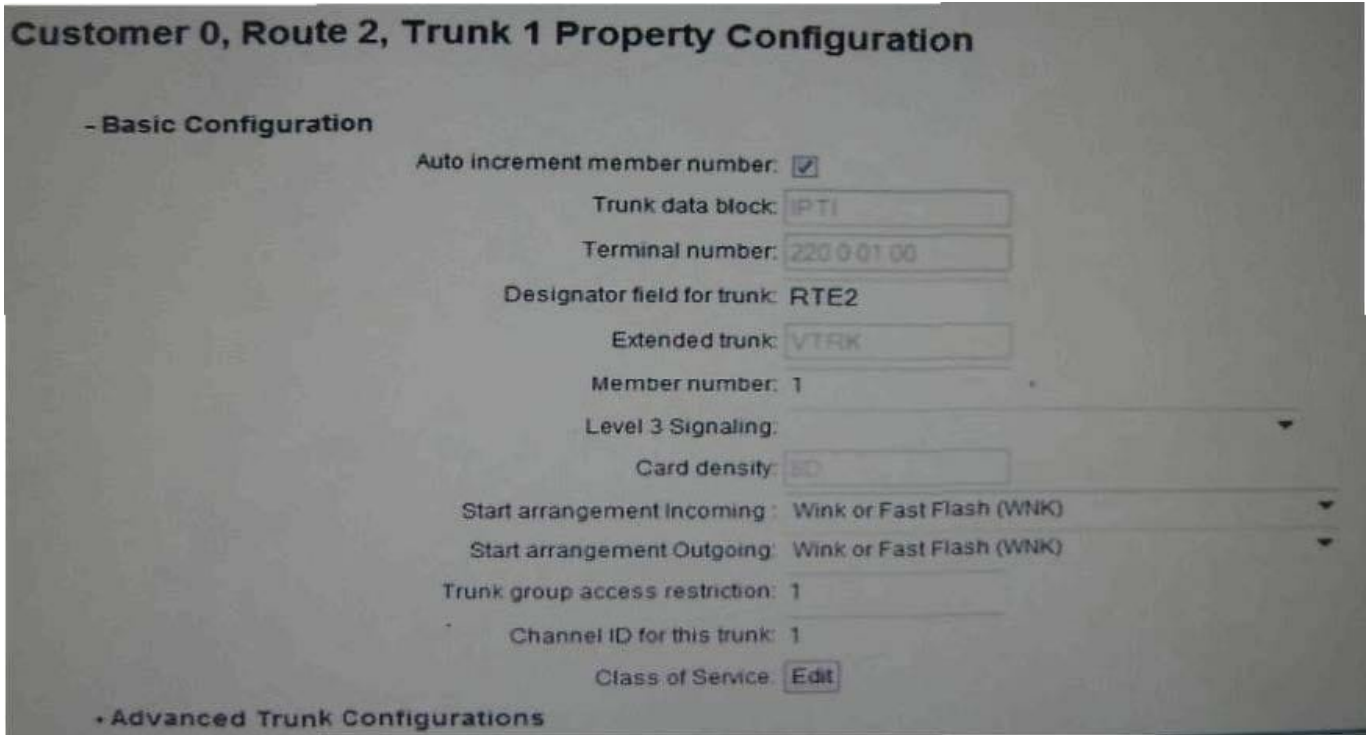 Customer 0, Route 2, Trunk 1 Property Configuration
- Basic Configuration
Auto increment member number:
Trunk data block: IPTI
Terminal number: 220 0 01 00
Designator field for trunk: RTE2
Extended trunk: VTRK
Member number: 1
Level 3 Signaling:
Card density: 8D
Start arrangement Incoming : Wink or Fast Flash (WNK)
Start arrangement Outgoing: Wink or Fast Flash (WNK)
Trunk group access restriction: 1
Channel ID for this trunk: 1
Class of Service: Edit
+ Advanced Trunk Configurations